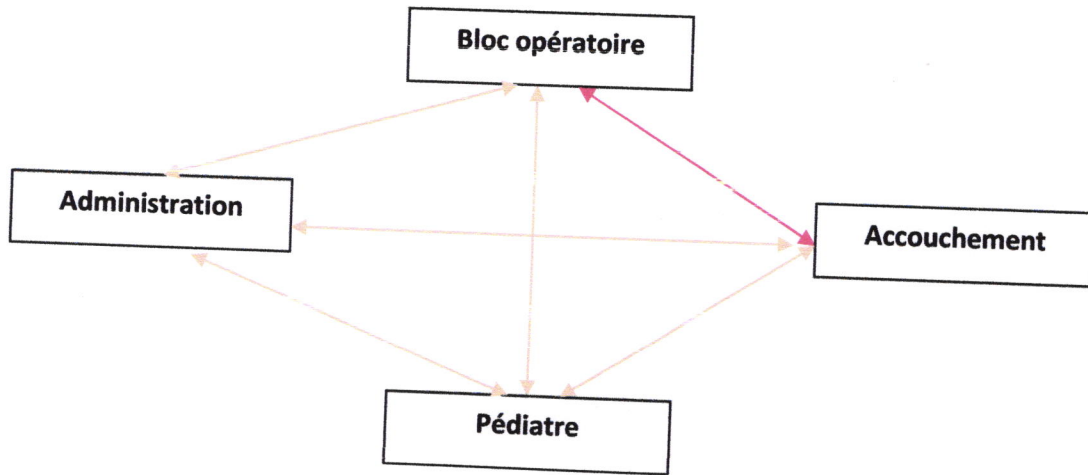 Bloc opératoire
Administration
Accouchement
Pédiatre